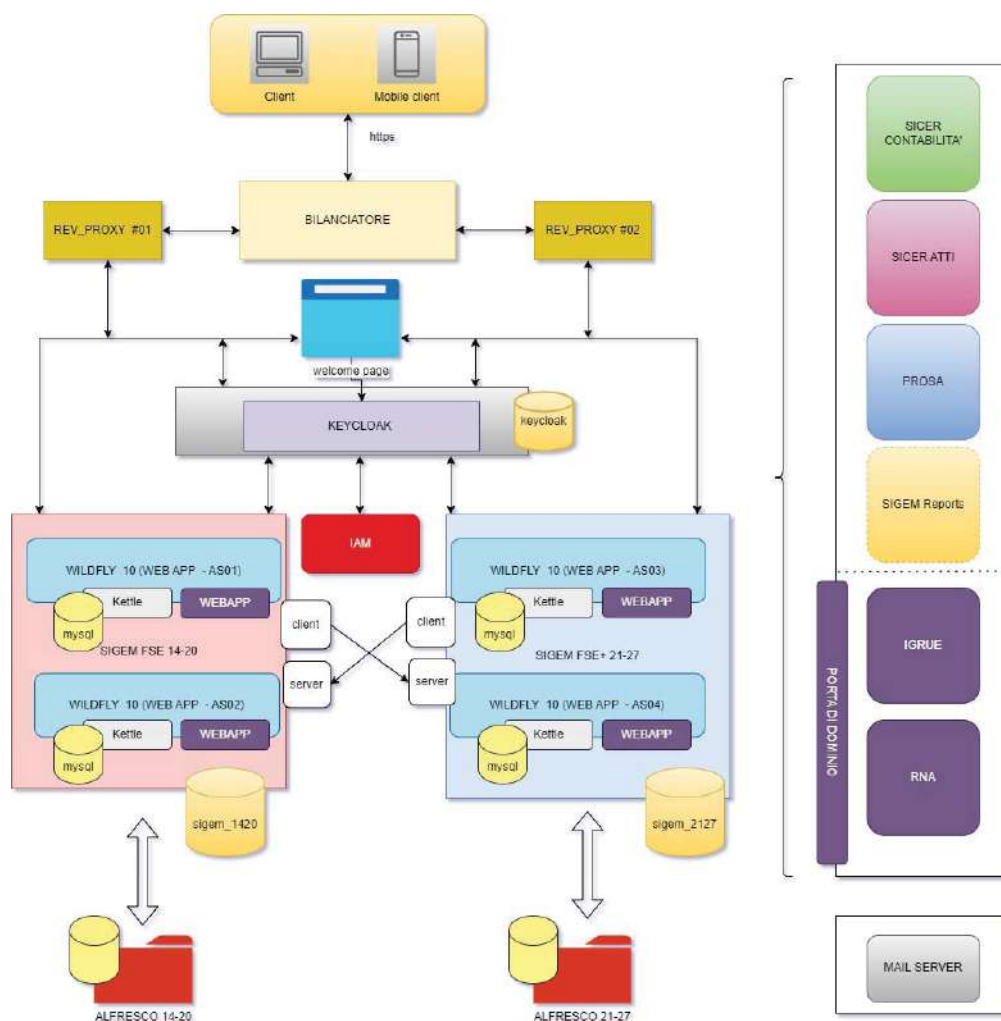 Client
Mobile client
https
BILANCIATORE
REV_PROXY #01
REV_PROXY #02
welcome page
KEYCLOAK
keycloak
IAM
WILDFLY 10 (WEB APP - AS01)
Kettle
WEBAPP
mysql
SIGEM FSE 14-20
WILDFLY 10 (WEB APP - AS02)
Kettle
WEBAPP
mysql
sigem_1420
client
server
client
server
WILDFLY 10 (WEB APP - AS03)
Kettle
WEBAPP
mysql
SIGEM FSE+ 21-27
WILDFLY 10 (WEB APP - AS04)
Kettle
WEBAPP
mysql
sigem_2127
ALFRESCO 14-20
ALFRESCO 21-27
SICER
CONTABILITA'
SICER ATTI
PROSA
SIGEM Reports
PORTA DI DOMINIO
IGRUE
RNA
MAIL SERVER